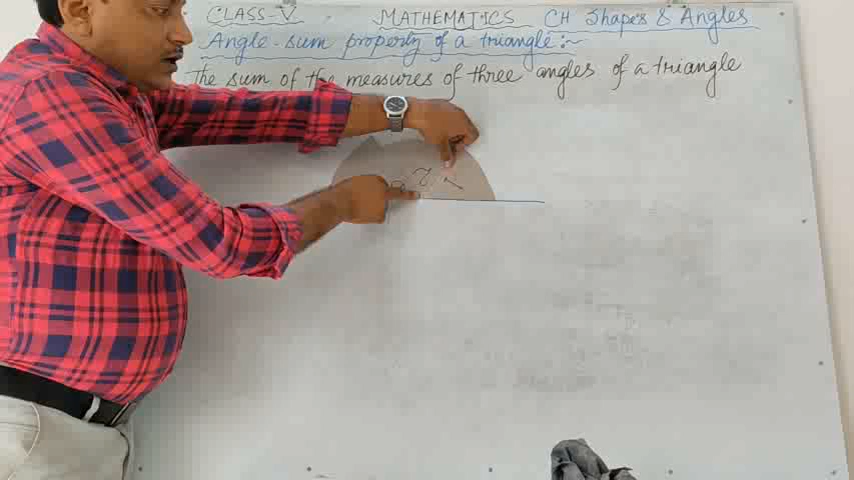 CLASS-V MATHEMATICS CH Shapes & Angles
Angle-sum property of a triangle:~
The sum of the measures of three angles of a triangle